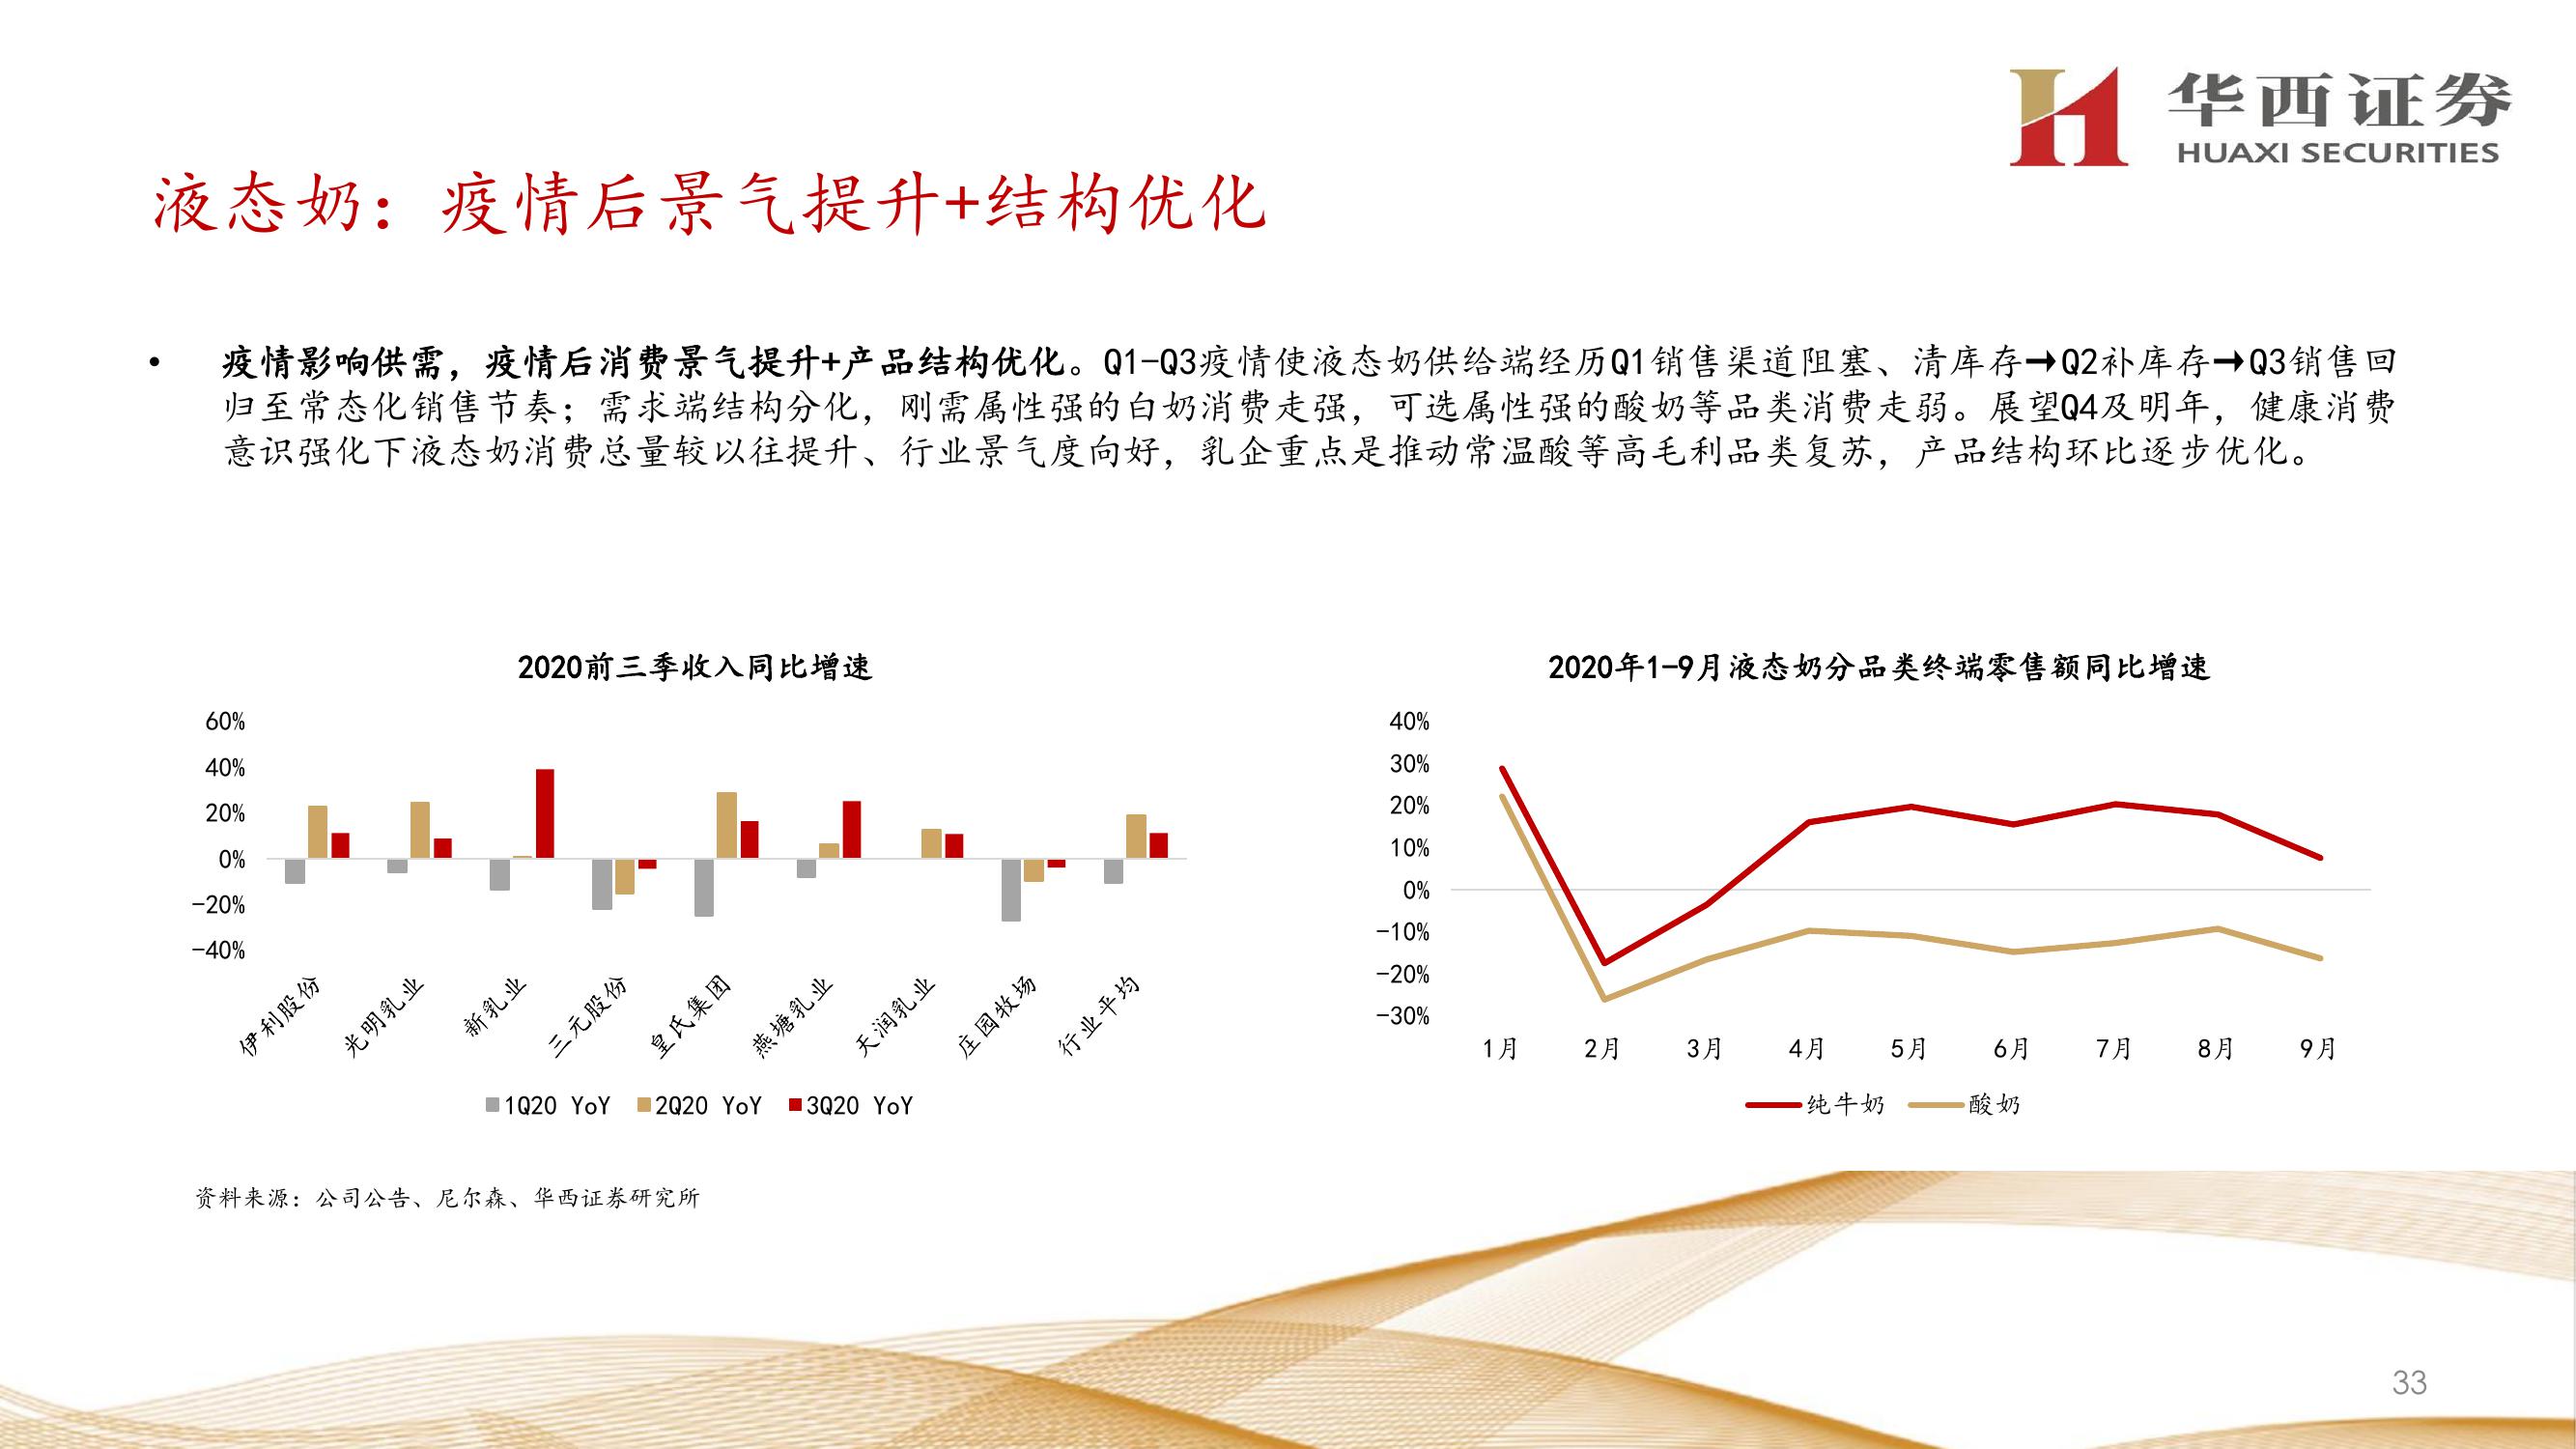 华西证券
HUAXI SECURITIES
液态奶：疫情后景气提升+结构优化
• 疫情影响供需，疫情后消费景气提升+产品结构优化。Q1-Q3疫情使液态奶供给端经历Q1销售渠道阻塞、清库存→Q2补库存→Q3销售回
归至常态化销售节奏；需求端结构分化，刚需属性强的白奶消费走强，可选属性强的酸奶等品类消费走弱。展望Q4及明年，健康消费
意识强化下液态奶消费总量较以往提升、行业景气度向好，乳企重点是推动常温酸等高毛利品类复苏，产品结构环比逐步优化。
2020前三季收入同比增速
60%
40%
20%
0%
-20%
-40%
伊利股份
光明乳业
新乳业
三元股份
皇氏集团
燕塘乳业
天润乳业
庄园牧场
行业平均
1Q20 YoY 2Q20 YoY 3Q20 YoY
2020年1-9月液态奶分品类终端零售额同比增速
40%
30%
20%
10%
0%
-10%
-20%
-30%
1月 2月 3月 4月 5月 6月 7月 8月 9月
纯牛奶 酸奶
资料来源：公司公告、尼尔森、华西证券研究所
33